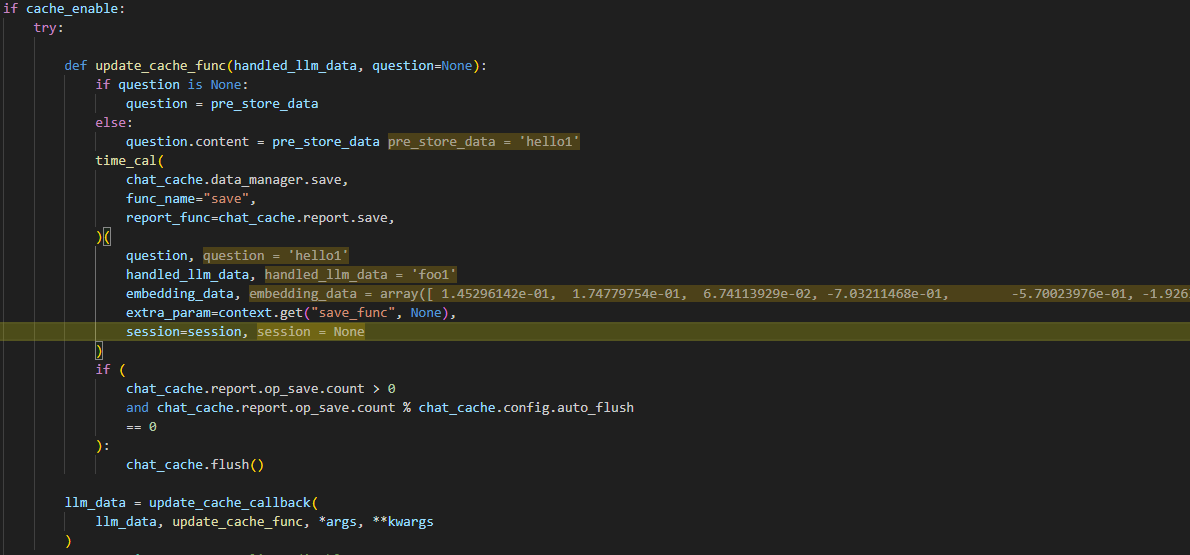 if cache_enable:
    try:

        def update_cache_func(handled_llm_data, question=None):
            if question is None:
                question = pre_store_data
            else:
                question.content = pre_store_data pre_store_data = 'hello1'
            time_cal(
                chat_cache.data_manager.save,
                func_name="save",
                report_func=chat_cache.report.save,
            )(
                question, question = 'hello1'
                handled_llm_data, handled_llm_data = 'foo1'
                embedding_data, embedding_data = array([ 1.45296142e-01,  1.74779754e-01,  6.74113929e-02, -7.03211468e-01,        -5.70023976e-01, -1.926
                extra_param=context.get("save_func", None),
                session=session, session = None
            )
            if (
                chat_cache.report.op_save.count > 0
                and chat_cache.report.op_save.count % chat_cache.config.auto_flush
                == 0
            ):
                chat_cache.flush()

        llm_data = update_cache_callback(
            llm_data, update_cache_func, *args, **kwargs
        )